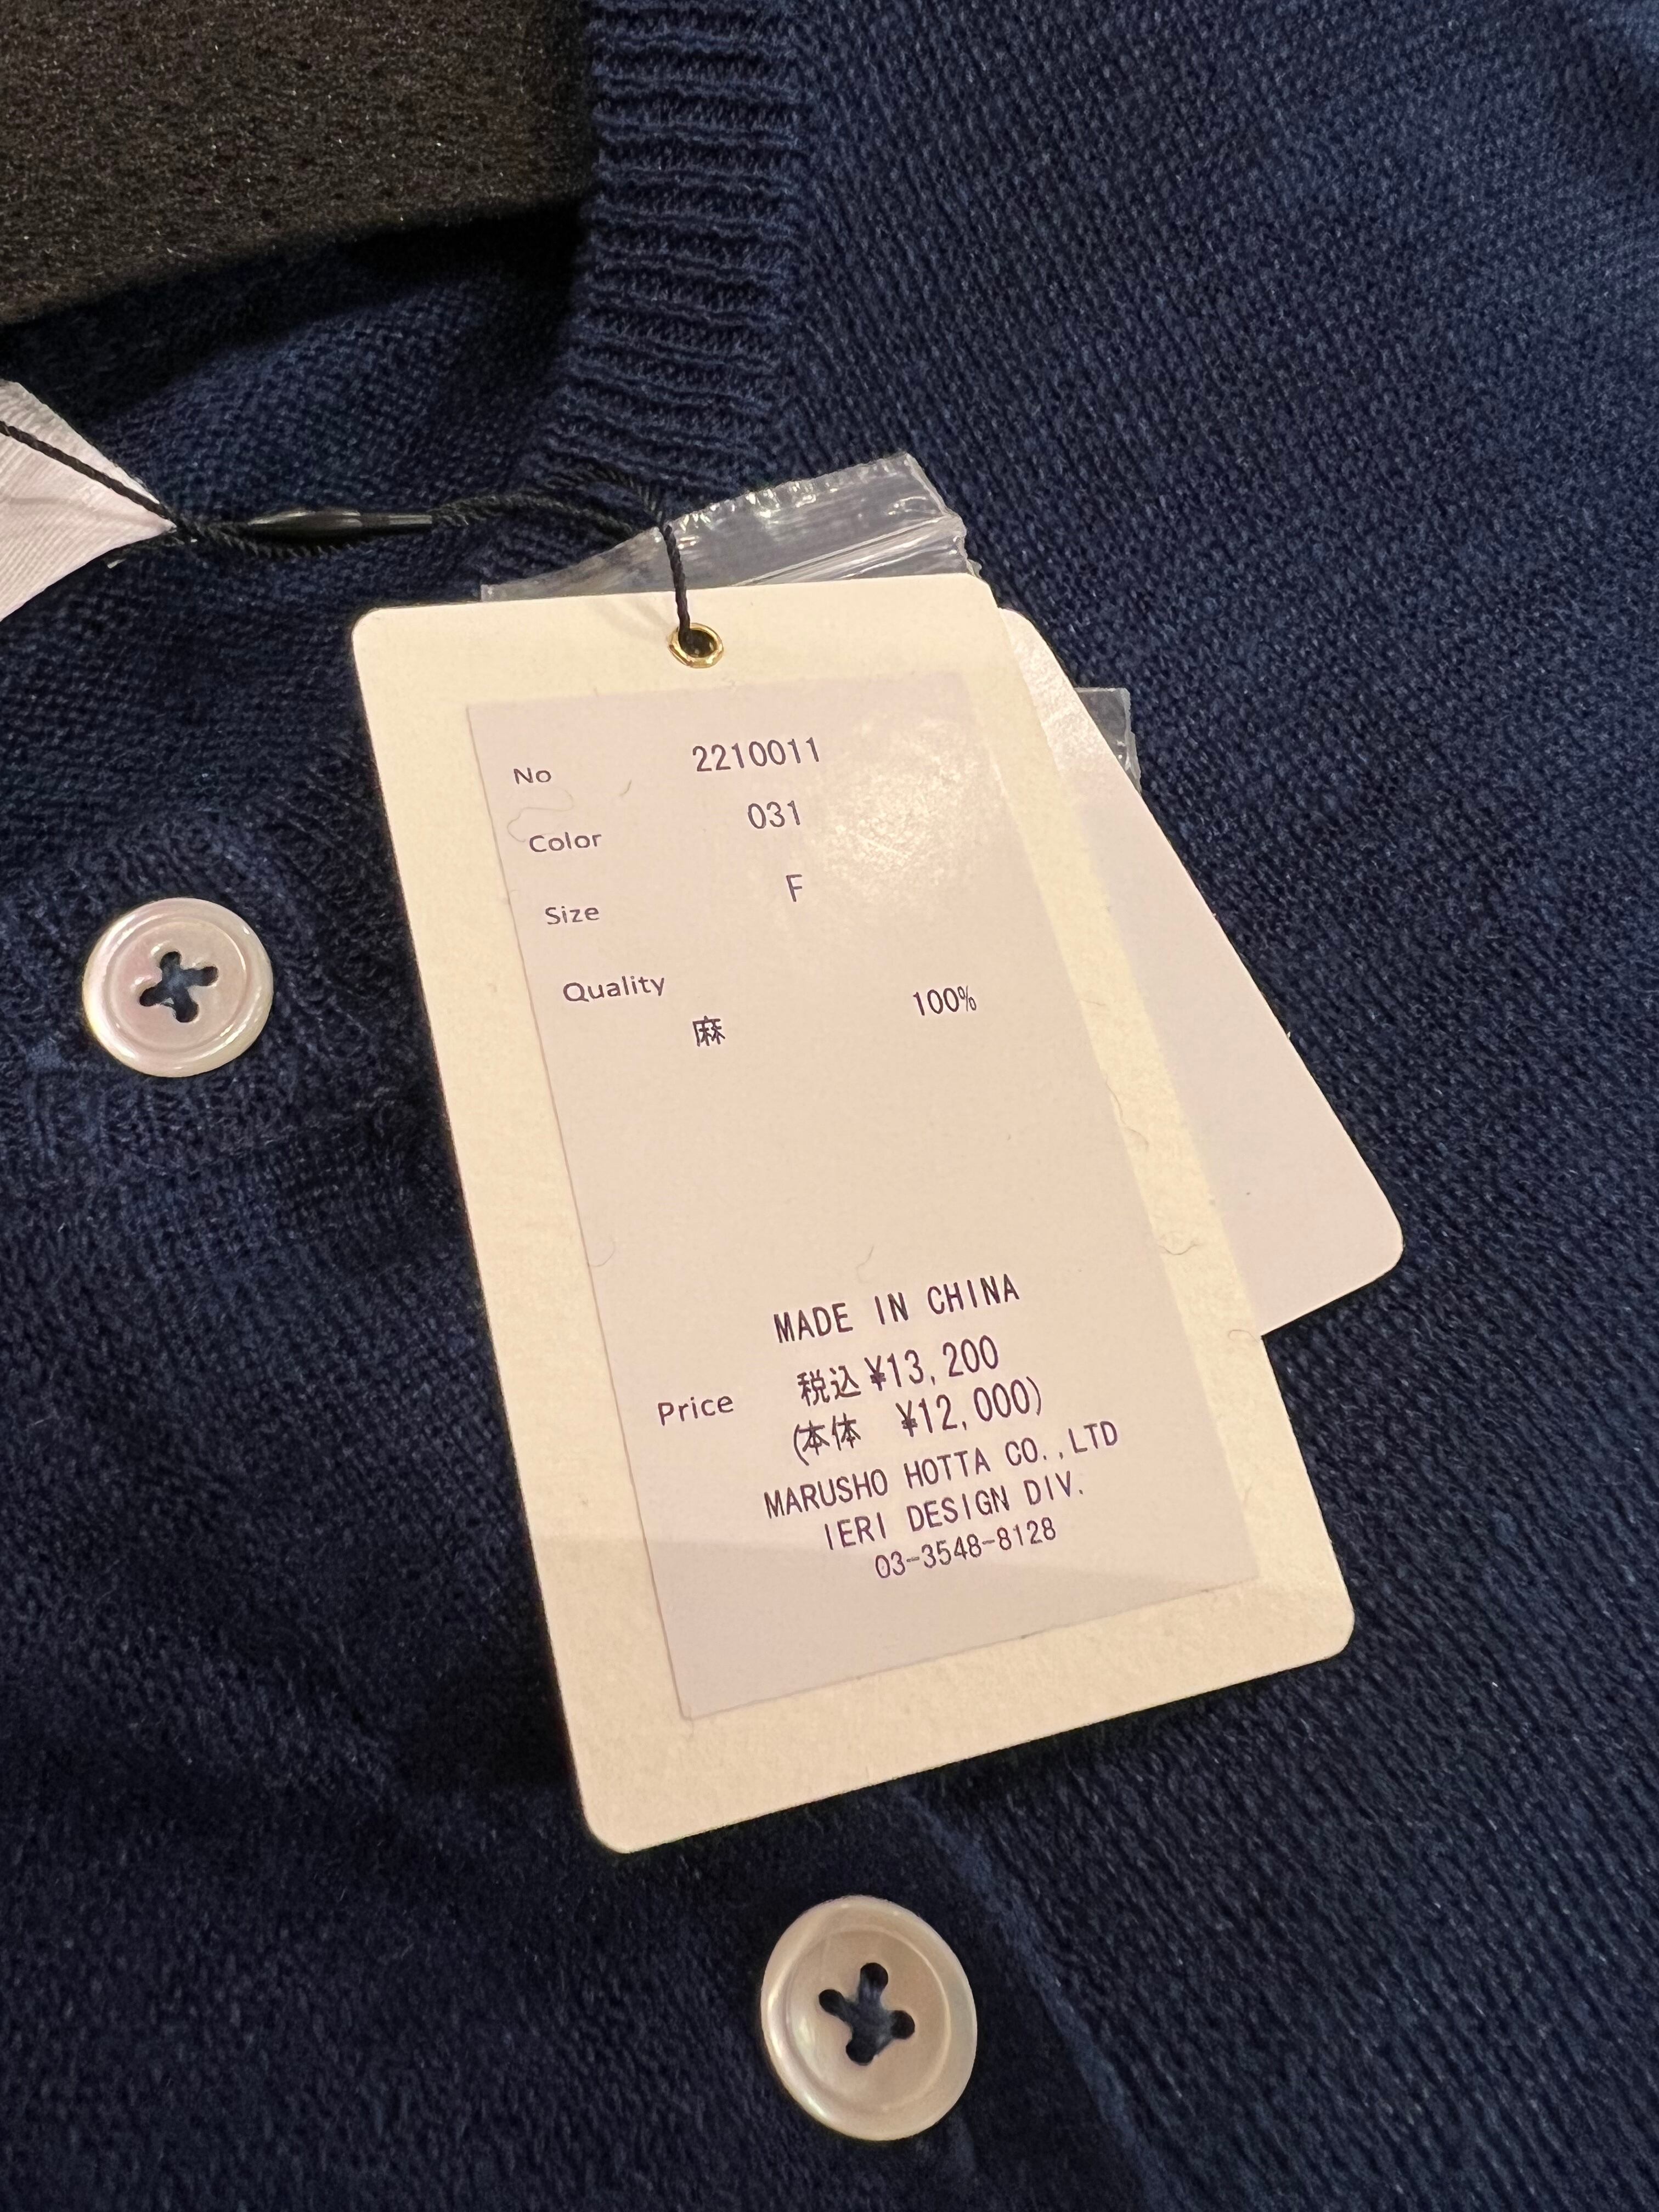 No 2210011
Color 031
Size F
Quality
麻 100%
MADE IN CHINA
税込 ¥13,200
Price
(本体 ¥12,000)
MARUSHO HOTTA CO.,LTD
IERI DESIGN DIV.
03-3548-8128